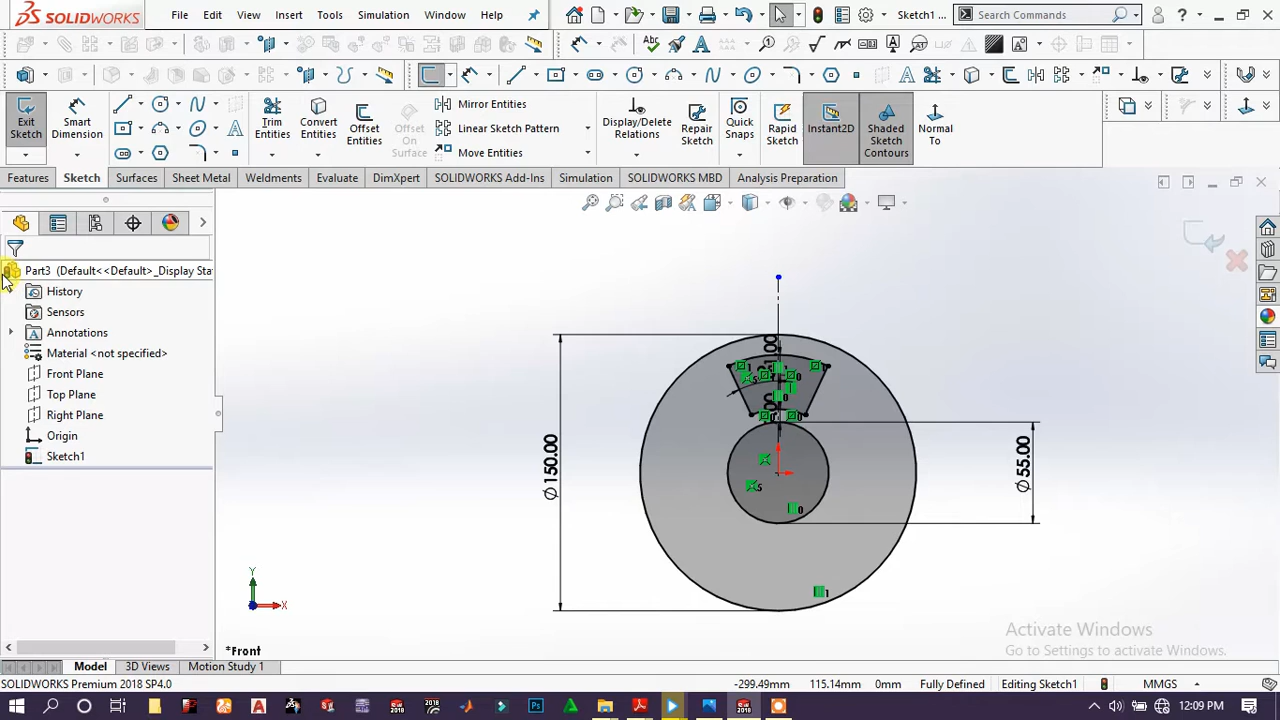 SOLIDWORKS File Edit View Insert Tools Simulation Window Help Sketch1 ... Search Commands
Exit Sketch Smart Dimension Trim Entities Convert Entities Offset Entities Offset On Surface Mirror Entities Linear Sketch Pattern Move Entities Display/Delete Relations Repair Sketch Quick Snaps Rapid Sketch Instant2D Shaded Sketch Contours Normal To
Features Sketch Surfaces Sheet Metal Weldments Evaluate DimXpert SOLIDWORKS Add-Ins Simulation SOLIDWORKS MBD Analysis Preparation
Part3 (Default<<Default>_Display Sta
History
Sensors
Annotations
Material <not specified>
Front Plane
Top Plane
Right Plane
Origin
Sketch1
∅150.00
∅55.00
Y
X
*Front
Activate Windows
Go to Settings to activate Windows.
Model 3D Views Motion Study 1
SOLIDWORKS Premium 2018 SP4.0 -299.49mm 115.14mm 0mm Fully Defined Editing Sketch1 MMGS
12:09 PM